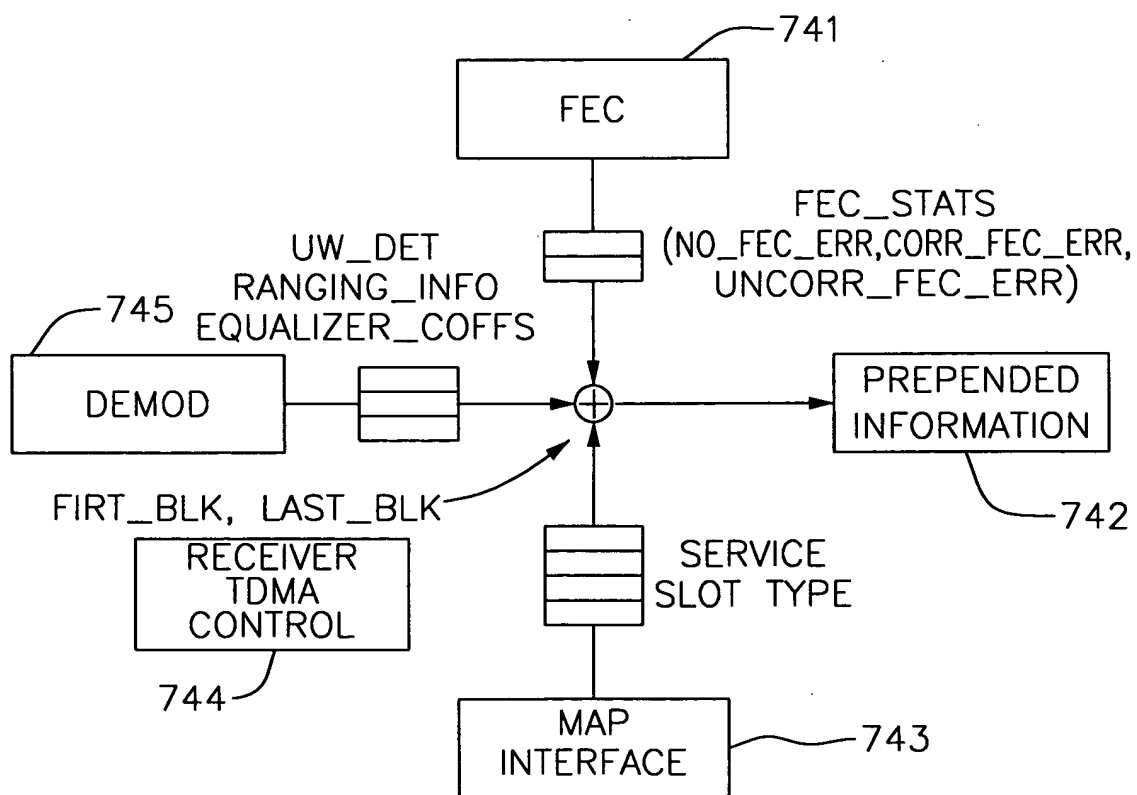 741
FEC
FEC_STATS
(NO_FEC_ERR,CORR_FEC_ERR,
UNCORR_FEC_ERR)
UW_DET
RANGING_INFO
EQUALIZER_COFFS
745
DEMOD
PREPENDED
INFORMATION
742
FIRT_BLK, LAST_BLK
RECEIVER
TDMA
CONTROL
744
SERVICE
SLOT TYPE
MAP
INTERFACE
743